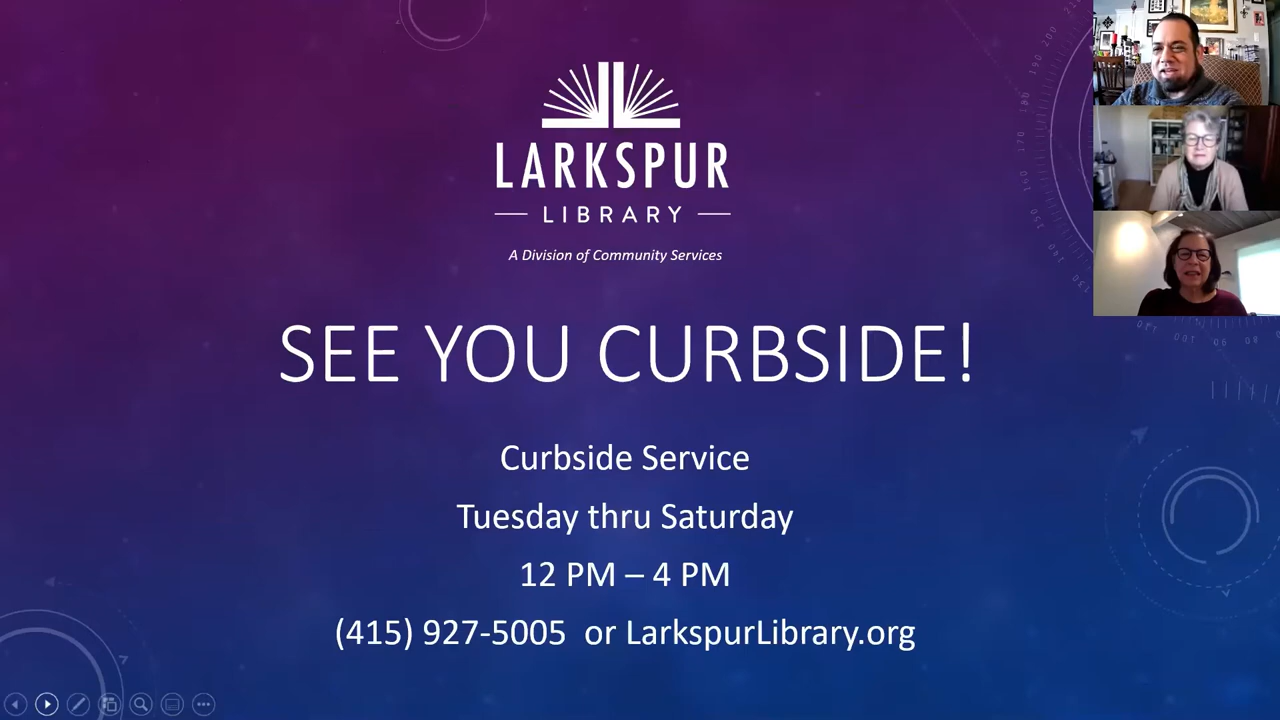 LARKSPUR
LIBRARY
A Division of Community Services
SEE YOU CURBSIDE!
Curbside Service
Tuesday thru Saturday
12 PM – 4 PM
(415) 927-5005 or LarkspurLibrary.org